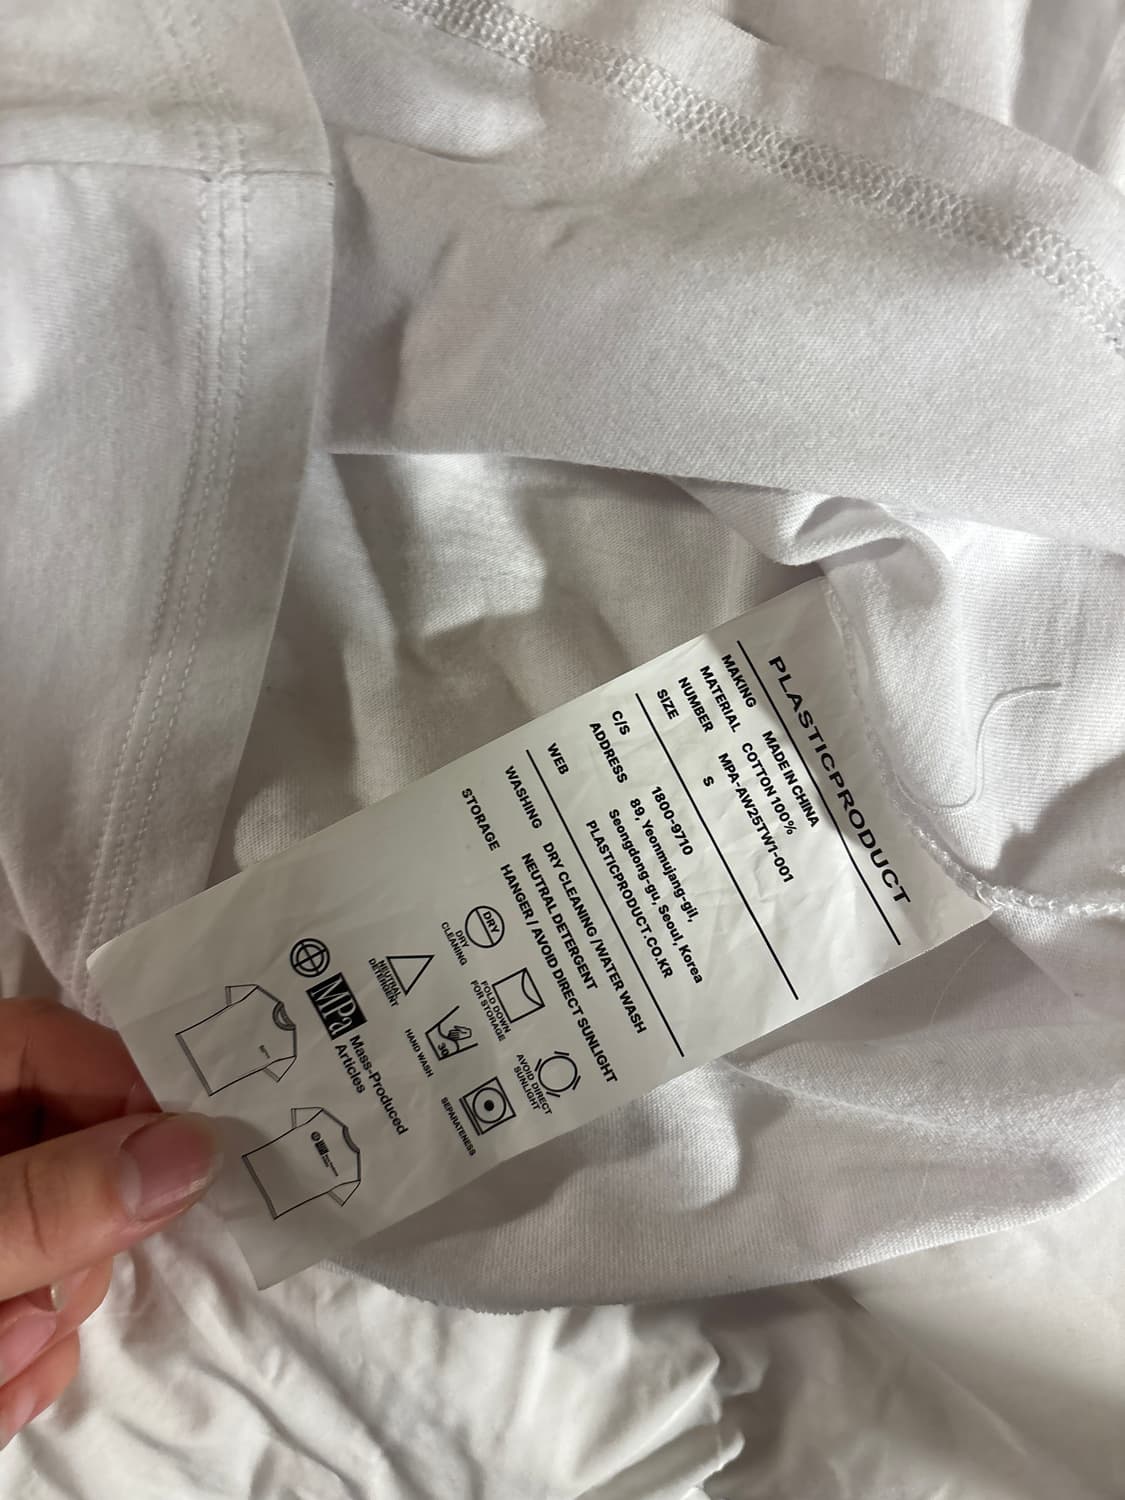 PLASTICPRODUCT
MAKING MADE IN CHINA
MATERIAL COTTON 100%
NUMBER MPA-AW25TW1-001
SIZE S
C/S 1800-9710
ADDRESS 89, Yeonmujang-gil,
Seongdong-gu, Seoul, Korea
WEB PLASTICPRODUCT.CO.KR
WASHING DRY CLEANING /WATER WASH
NEUTRAL DETERGENT
STORAGE HANGER / AVOID DIRECT SUNLIGHT
DRY
DRY
CLEANING
FOLD DOWN
FOR STORAGE
AVOID DIRECT
SUNLIGHT
NEUTRAL
DETERGENT
30
HAND WASH
SEPARATENESS
MPa
Mass-Produced
Articles